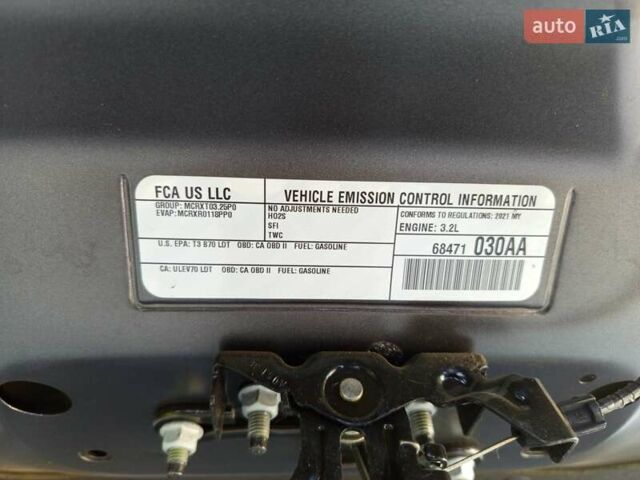 auto RIA .com
FCA US LLC
GROUP: MCRXT03.25P0
EVAP: MCRXR0118PP0
VEHICLE EMISSION CONTROL INFORMATION
NO ADJUSTMENTS NEEDED
HO2S
SFI
TWC
CONFORMS TO REGULATIONS: 2021 MY
ENGINE: 3.2L
U.S. EPA: T3 B70 LDT OBD: CA OBD II FUEL: GASOLINE
CA: ULEV70 LDT OBD: CA OBD II FUEL: GASOLINE
68471 030AA